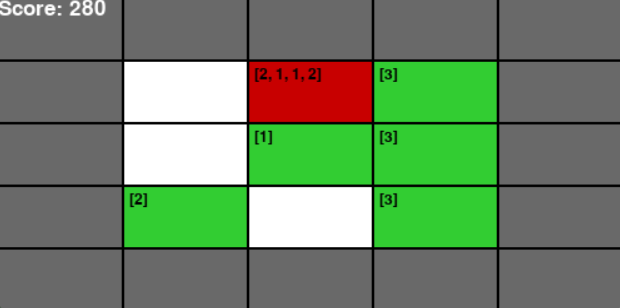 Score: 280
[2, 1, 1, 2] [3]
[1] [3]
[2] [3]